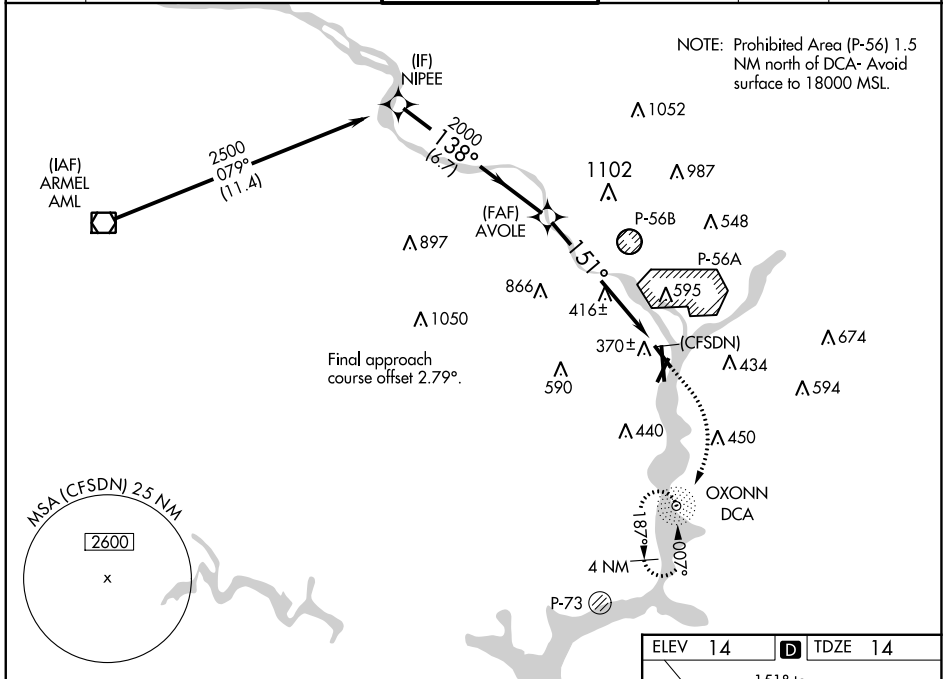 NOTE: Prohibited Area (P-56) 1.5
NM north of DCA- Avoid
surface to 18000 MSL.
(IF)
NIPEE
1052
2000
138°
(6.7)
2500
079°
(11.4)
(IAF)
ARMEL
AML
1102
987
(FAF)
AVOLE
P-56B
548
897
151°
P-56A
866
595
416±
1050
370±
(CFSDN)
674
434
Final approach
course offset 2.79°.
590
594
440
450
MSA (CFSDN) 25 NM
2600
x
OXONN
DCA
187°
007°
4 NM
P-73
ELEV 14 D TDZE 14
151° to